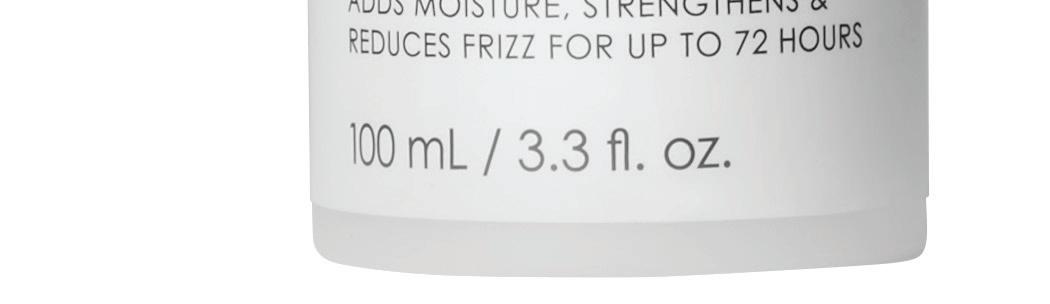 ADDS MOISTURE, STRENGTHENS &
REDUCES FRIZZ FOR UP TO 72 HOURS
100 mL / 3.3 fl. oz.